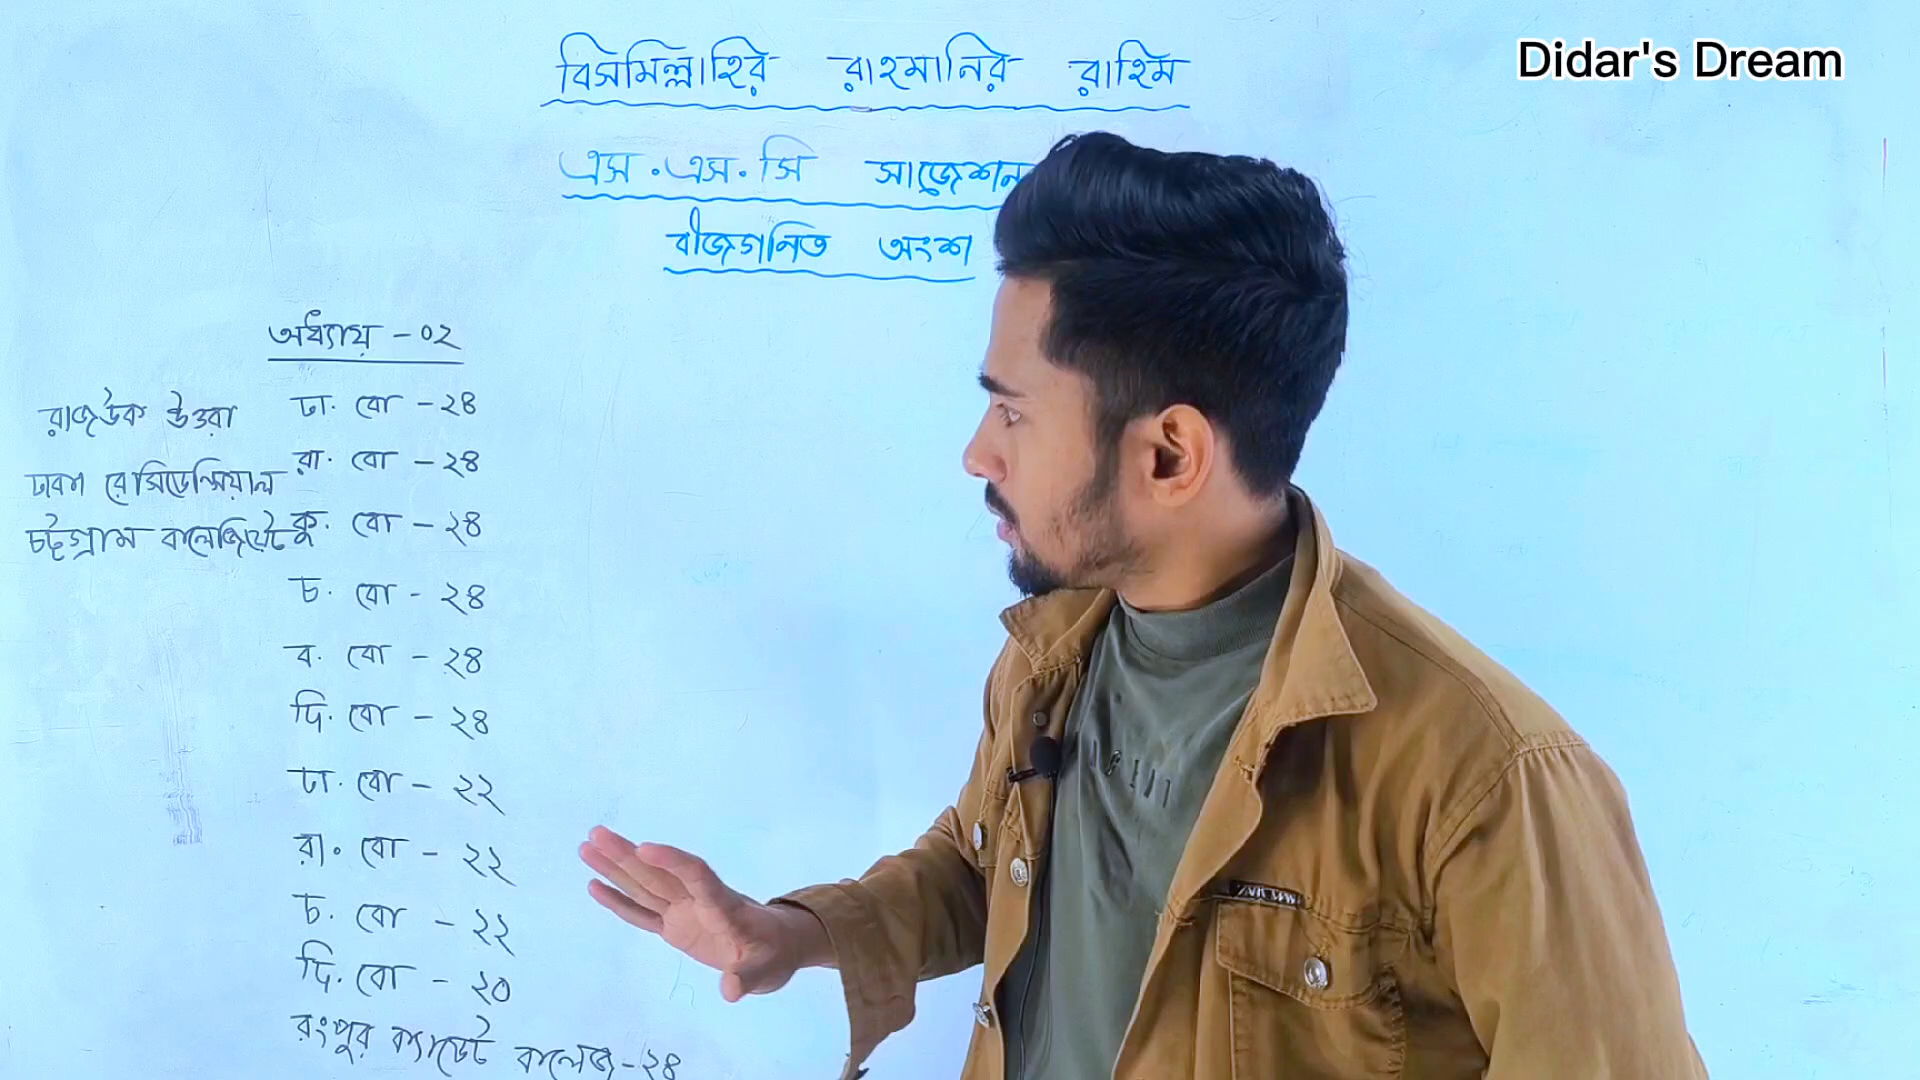 Didar's Dream
বিসমিল্লাহির রাহমানির রাহিম
এস.এস.সি সাজেশন
বীজগনিত অংশ
অধ্যায় - ০২
রাজউক উত্তরা
ঢাকা রেসিডেন্সিয়াল
চট্টগ্রাম কলেজিয়েট
ঢা. বো - ২৪
রা. বো - ২৪
কু. বো - ২৪
চ. বো - ২৪
ব. বো - ২৪
দি. বো - ২৪
ঢা. বো - ২২
রা. বো - ২২
চ. বো - ২২
দি. বো - ২০
রংপুর ক্যাডেট কলেজ - ২৪